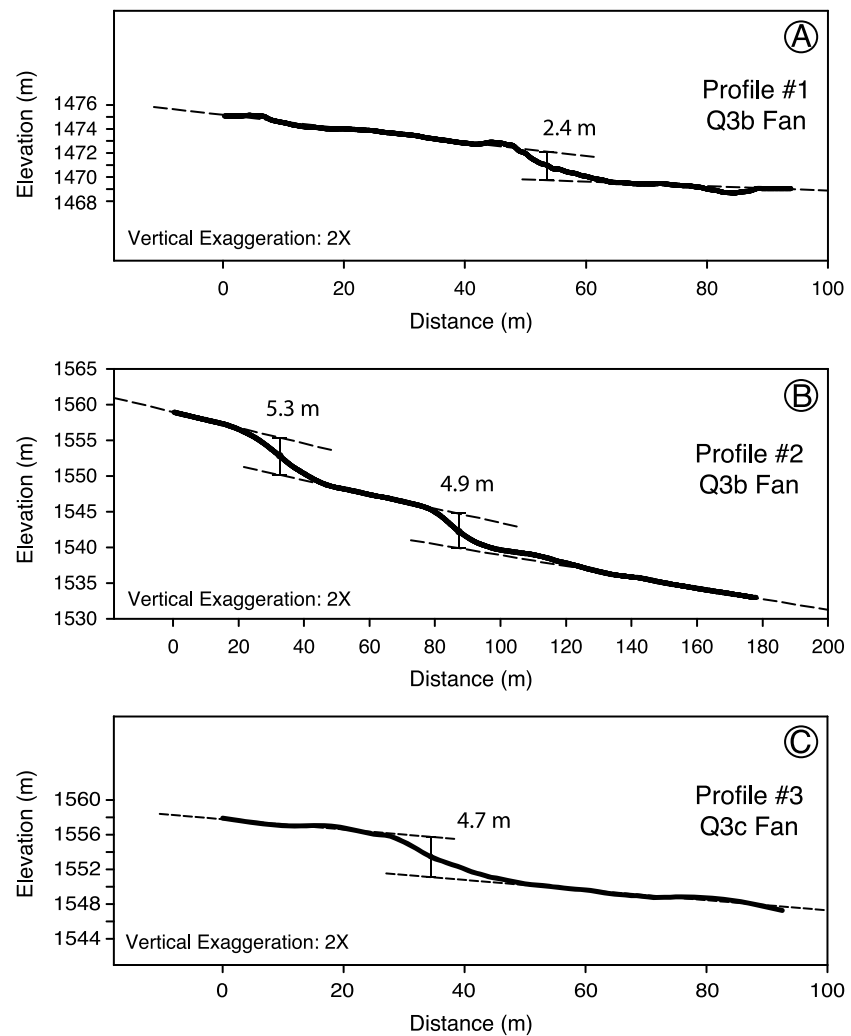 A
Profile #1
Q3b Fan
2.4 m
Elevation (m)
1476
1474
1472
1470
1468
Vertical Exaggeration: 2X
0 20 40 60 80 100
Distance (m)
B
Profile #2
Q3b Fan
5.3 m
4.9 m
Elevation (m)
1565
1560
1555
1550
1545
1540
1535
1530
Vertical Exaggeration: 2X
0 20 40 60 80 100 120 140 160 180 200
Distance (m)
C
Profile #3
Q3c Fan
4.7 m
Elevation (m)
1560
1556
1552
1548
1544
Vertical Exaggeration: 2X
0 20 40 60 80 100
Distance (m)